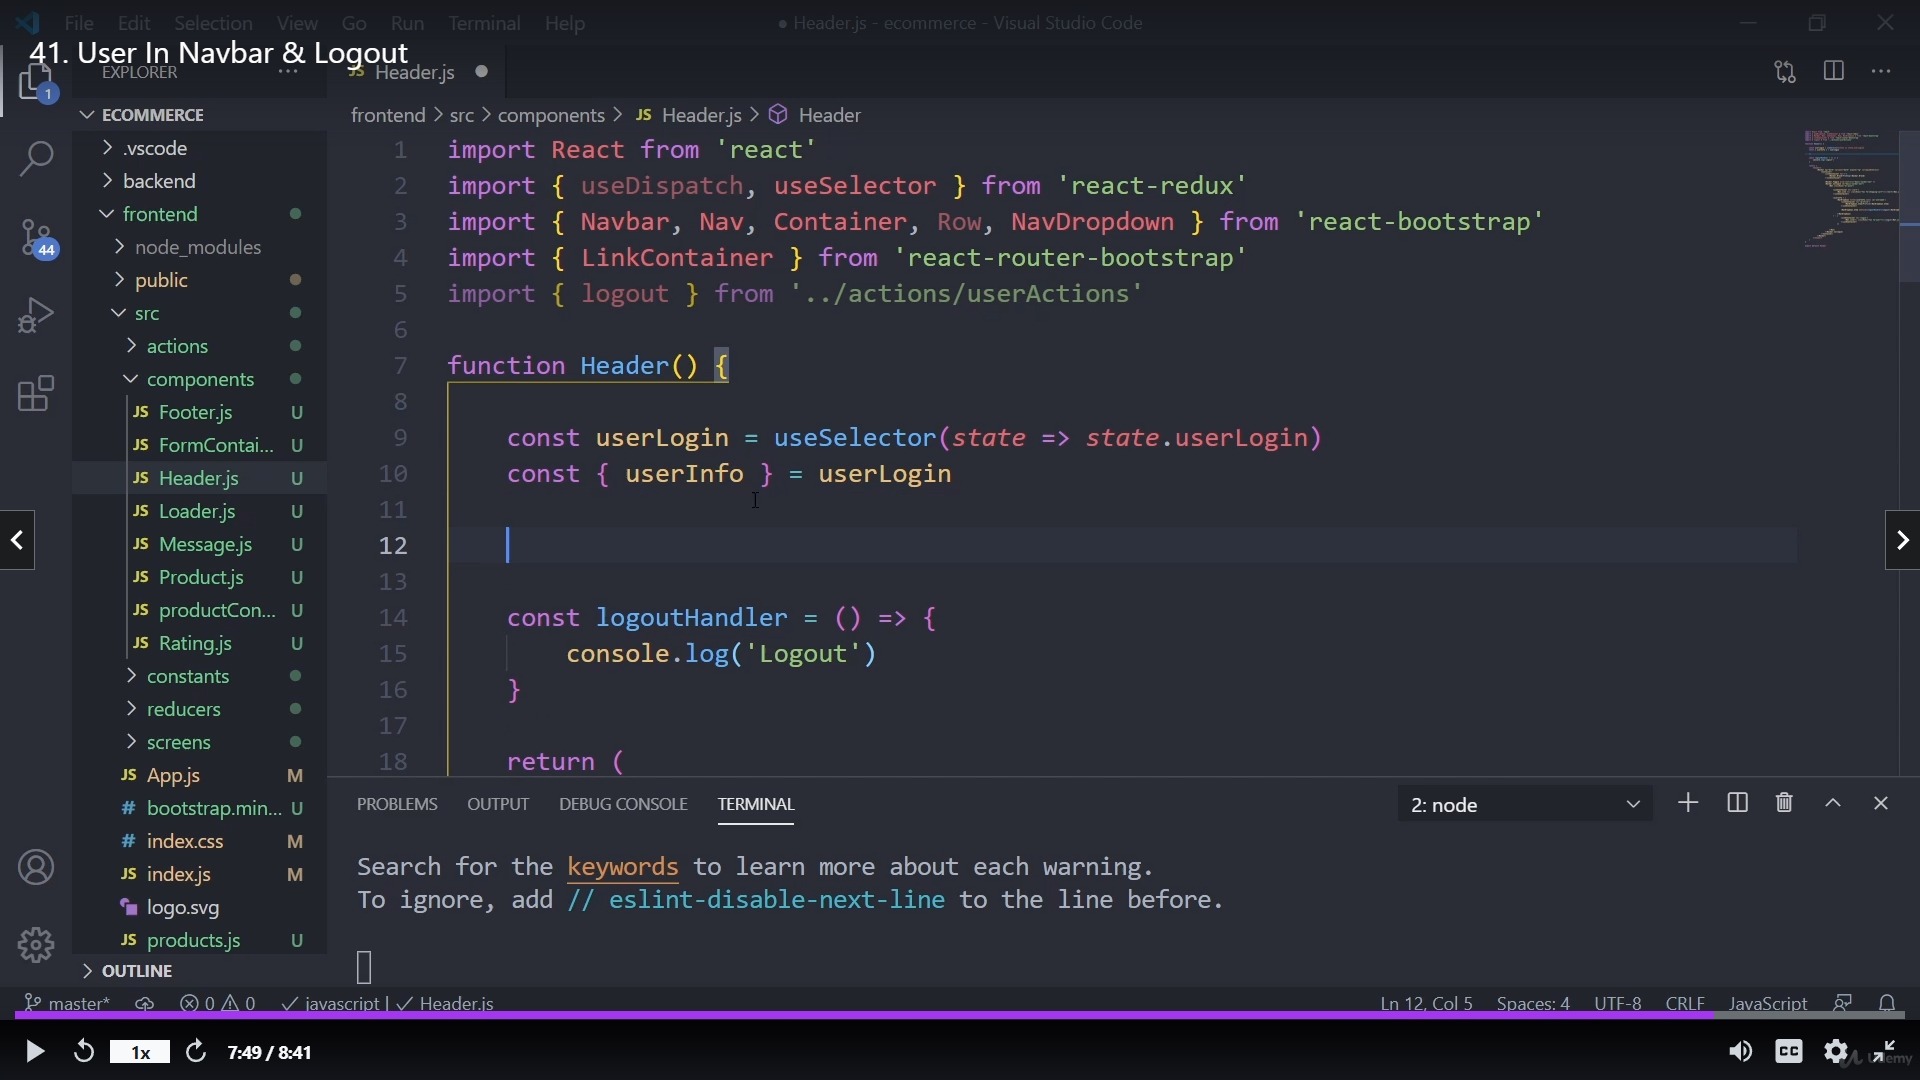 File Edit Selection View Go Run Terminal Help
● Header.js - ecommerce - Visual Studio Code
41. User In Navbar & Logout
EXPLORER
JS Header.js
1
44
ECOMMERCE
.vscode
backend
frontend
node_modules
public
src
actions
components
JS Footer.js U
JS FormContai... U
JS Header.js U
JS Loader.js U
JS Message.js U
JS Product.js U
JS productCon... U
JS Rating.js U
constants
reducers
screens
JS App.js M
# bootstrap.min... U
# index.css M
JS index.js M
logo.svg
JS products.js U
OUTLINE
frontend > src > components > JS Header.js > Header
1 import React from 'react'
2 import { useDispatch, useSelector } from 'react-redux'
3 import { Navbar, Nav, Container, Row, NavDropdown } from 'react-bootstrap'
4 import { LinkContainer } from 'react-router-bootstrap'
5 import { logout } from '../actions/userActions'
6
7 function Header() {
8
9 const userLogin = useSelector(state => state.userLogin)
10 const { userInfo } = userLogin
11
12
13
14 const logoutHandler = () => {
15 console.log('Logout')
16 }
17
18 return (
PROBLEMS OUTPUT DEBUG CONSOLE TERMINAL
2: node
Search for the keywords to learn more about each warning.
To ignore, add // eslint-disable-next-line to the line before.
master* 0 0 javascript | Header.js
Ln 12, Col 5 Spaces: 4 UTF-8 CRLF JavaScript
1x 7:49 / 8:41
CC
Udemy